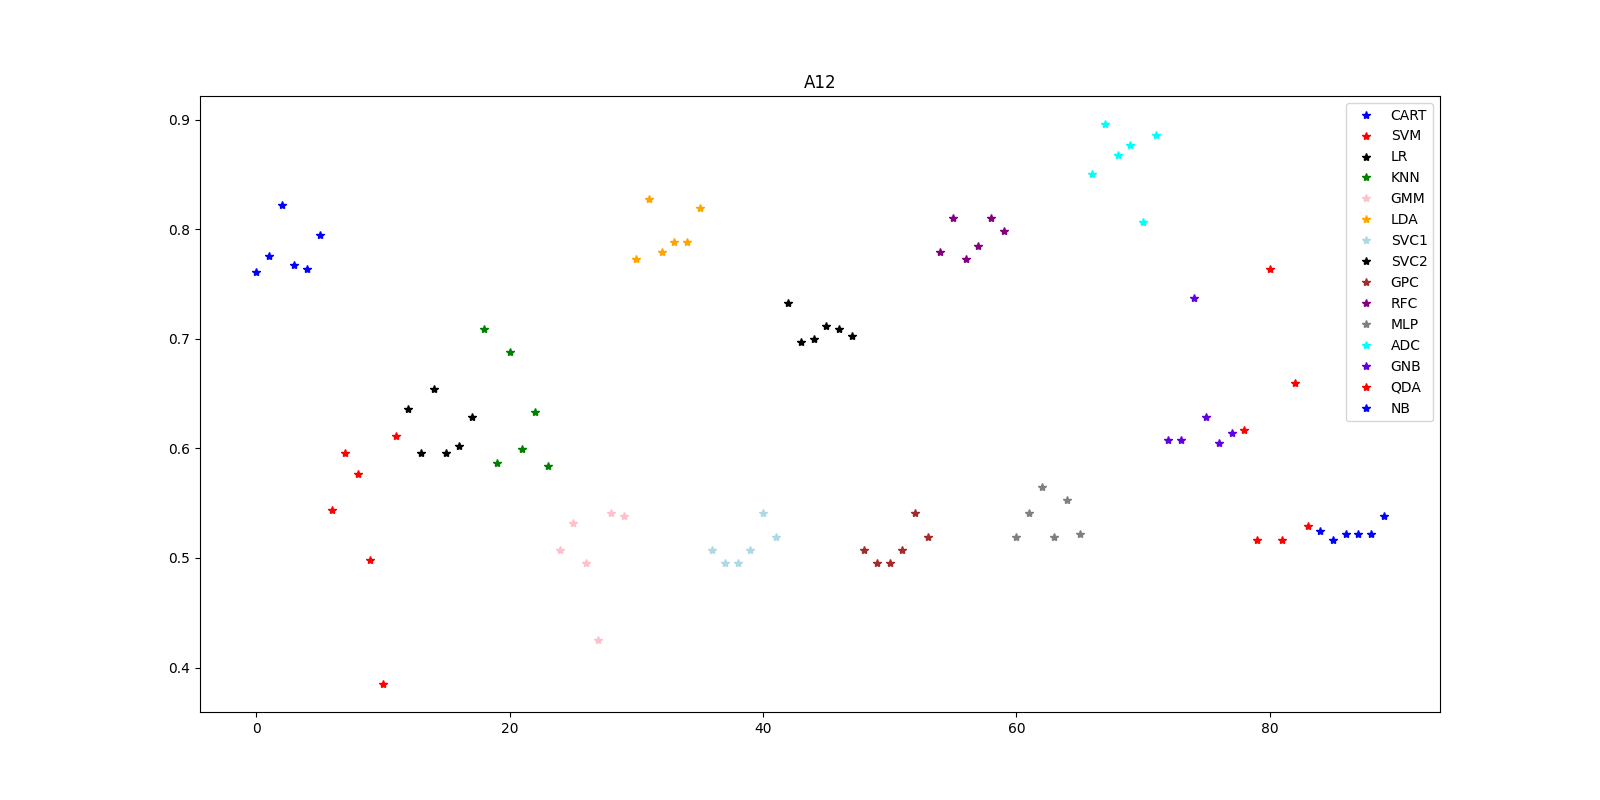 A12
0.9
0.8
0.7
0.6
0.5
0.4
0 20 40 60 80
CART
SVM
LR
KNN
GMM
LDA
SVC1
SVC2
GPC
RFC
MLP
ADC
GNB
QDA
NB